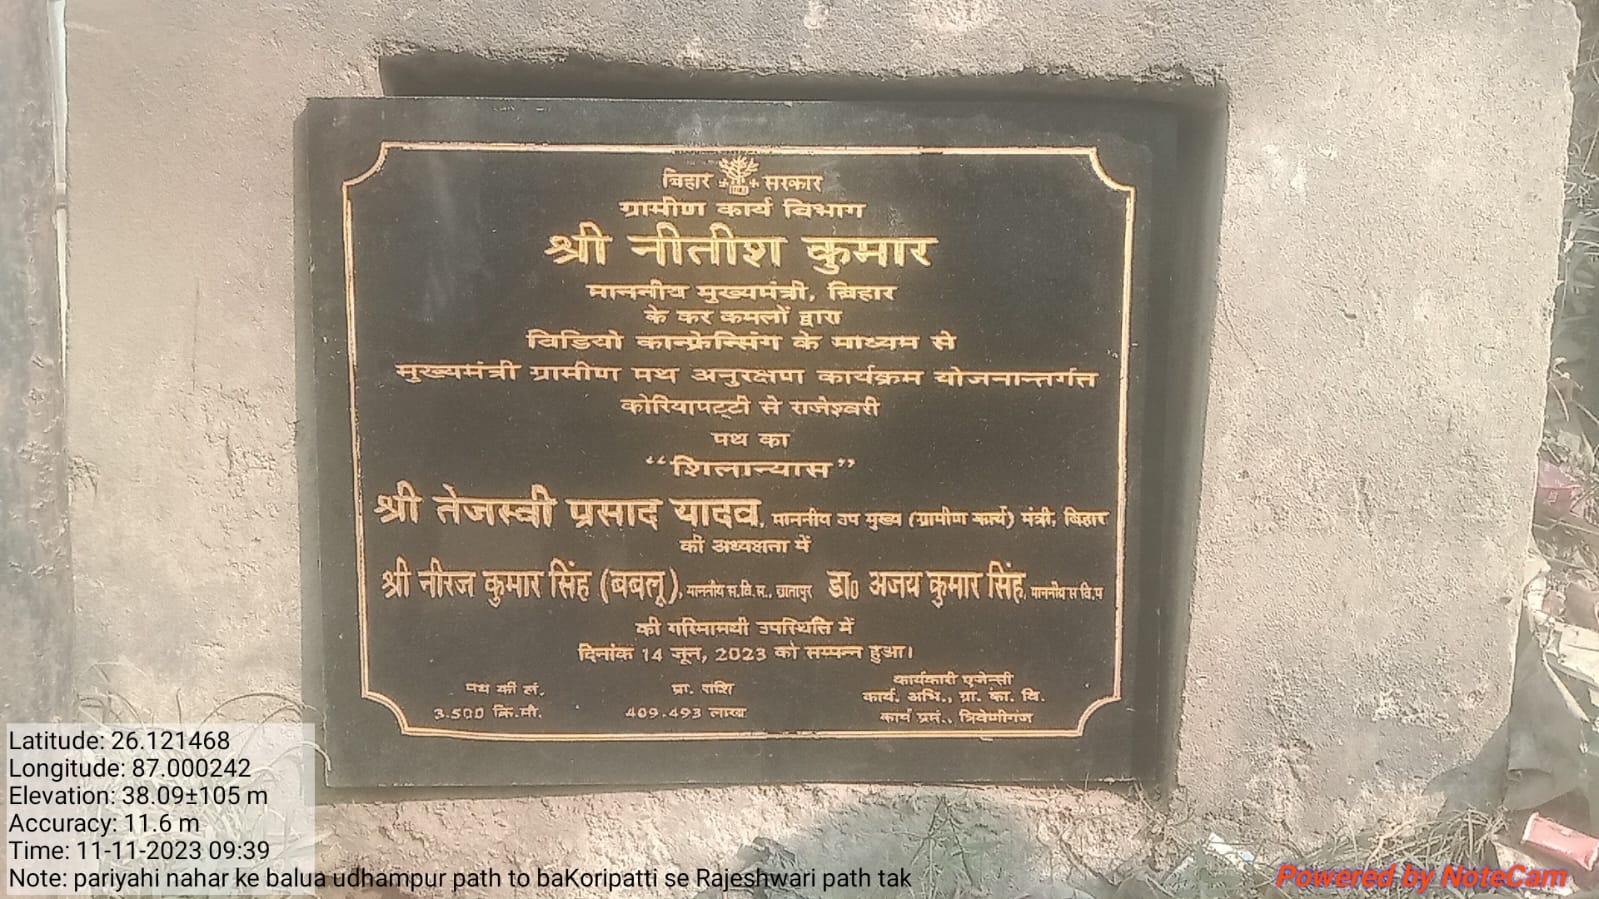 बिहार सरकार
ग्रामीण कार्य विभाग
श्री नीतीश कुमार
माननीय मुख्यमंत्री, बिहार
के कर कमलों द्वारा
विडियो कान्फ्रेन्सिंग के माध्यम से
मुख्यमंत्री ग्रामीण पथ अनुरक्षण कार्यक्रम योजनान्तर्गत
कोरियापट्टी से राजेश्वरी
पथ का
“शिलान्यास”
श्री तेजस्वी प्रसाद यादव, माननीय उप मुख्य (ग्रामीण कार्य) मंत्री, बिहार
की अध्यक्षता में
श्री नीरज कुमार सिंह (बबलू), माननीय स.वि.स., छातापुर डा0 अजय कुमार सिंह, माननीय स वि.प
की गरिमामयी उपस्थिति में
दिनांक 14 जून, 2023 को सम्पन्न हुआ।
पथ की लं. प्रा. राशि कार्यकारी एजेन्सी
कार्य. अभि., ग्रा. का. वि.
3.500 कि.मी. 409.493 लाख कार्य प्रम., त्रिवेणीगंज
Latitude: 26.121468
Longitude: 87.000242
Elevation: 38.09±105 m
Accuracy: 11.6 m
Time: 11-11-2023 09:39
Note: pariyahi nahar ke balua udhampur path to baKoripatti se Rajeshwari path tak
Powered by NoteCam